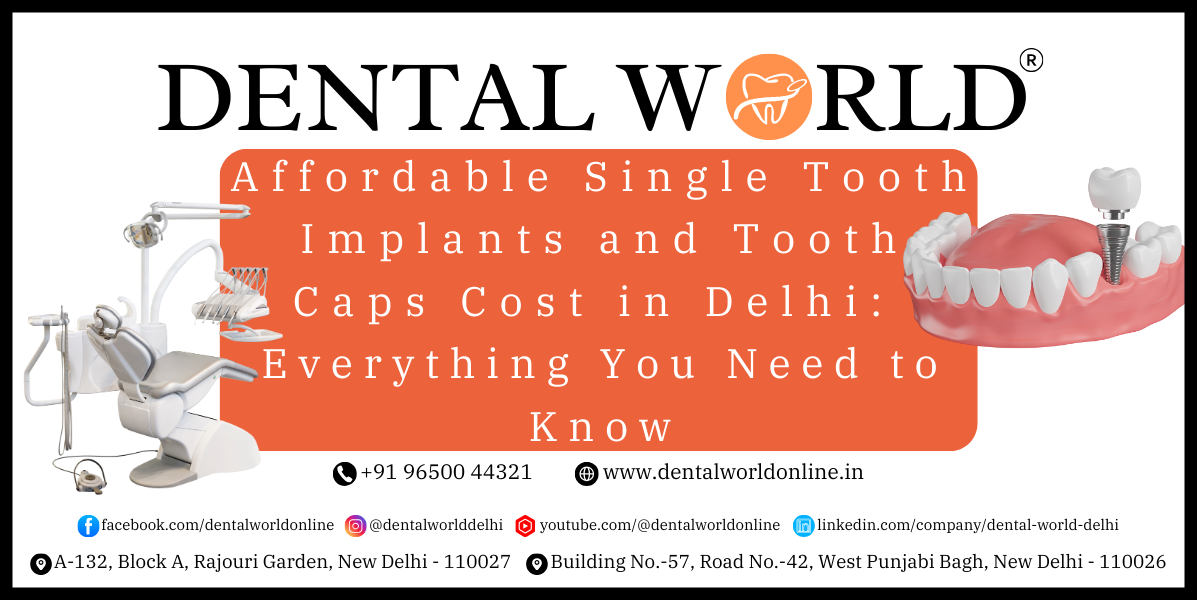 DENTAL WORLD®
Affordable Single Tooth
Implants and Tooth
Caps Cost in Delhi:
Everything You Need to
Know
+91 96500 44321 www.dentalworldonline.in
facebook.com/dentalworldonline @dentalworlddelhi youtube.com/@dentalworldonline linkedin.com/company/dental-world-delhi
A-132, Block A, Rajouri Garden, New Delhi - 110027 Building No.-57, Road No.-42, West Punjabi Bagh, New Delhi - 110026